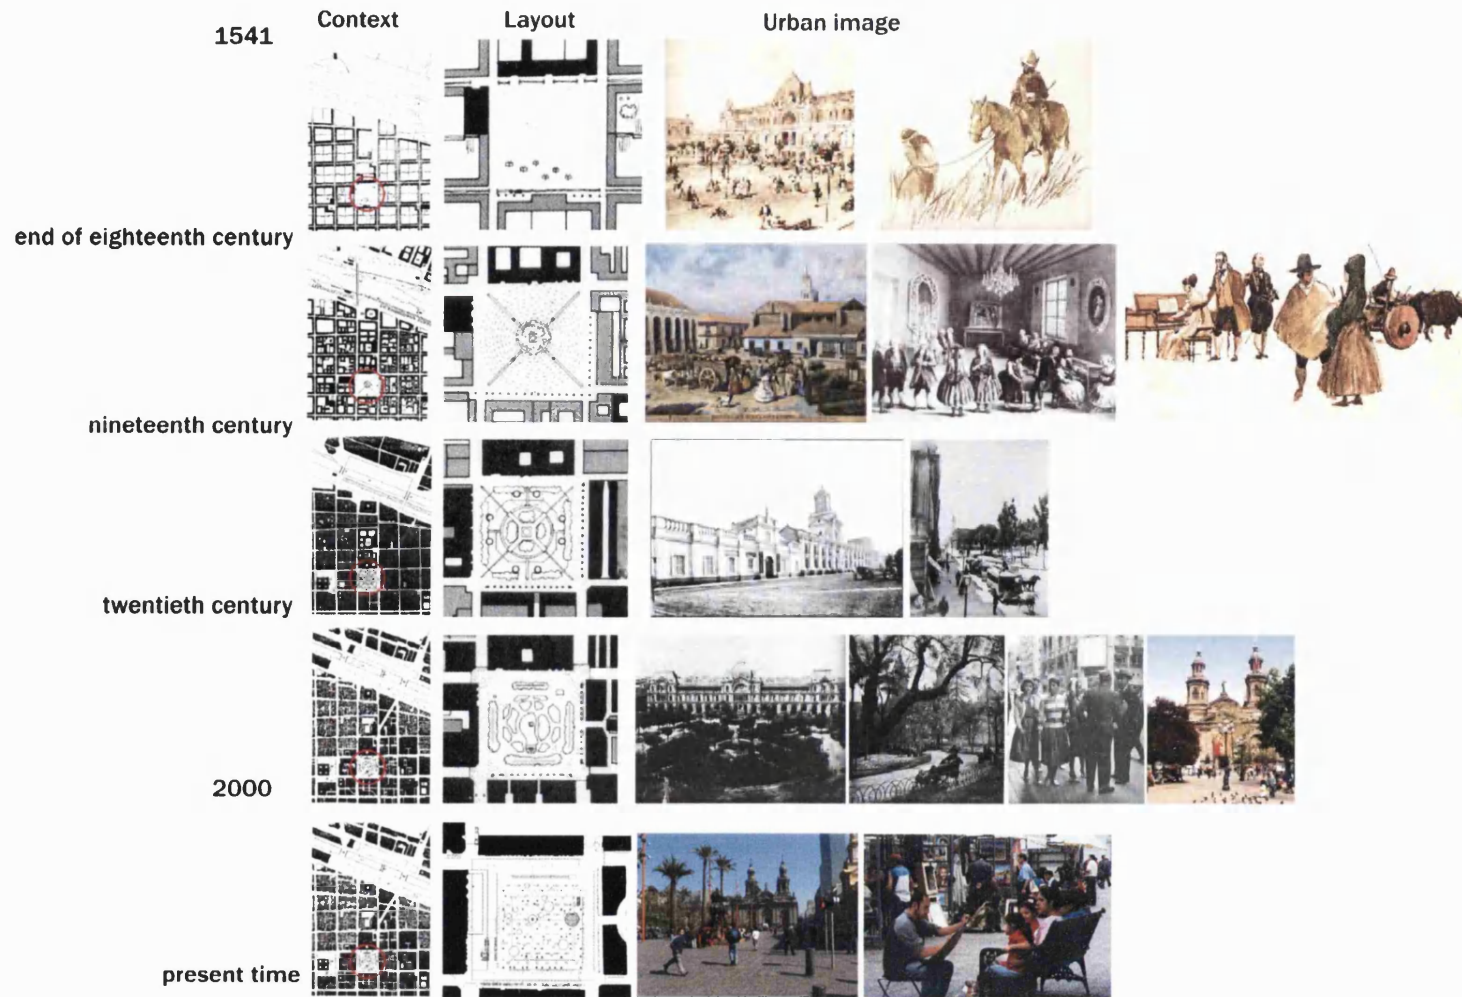 Context
Layout
Urban image
1541
end of eighteenth century
nineteenth century
twentieth century
2000
present time